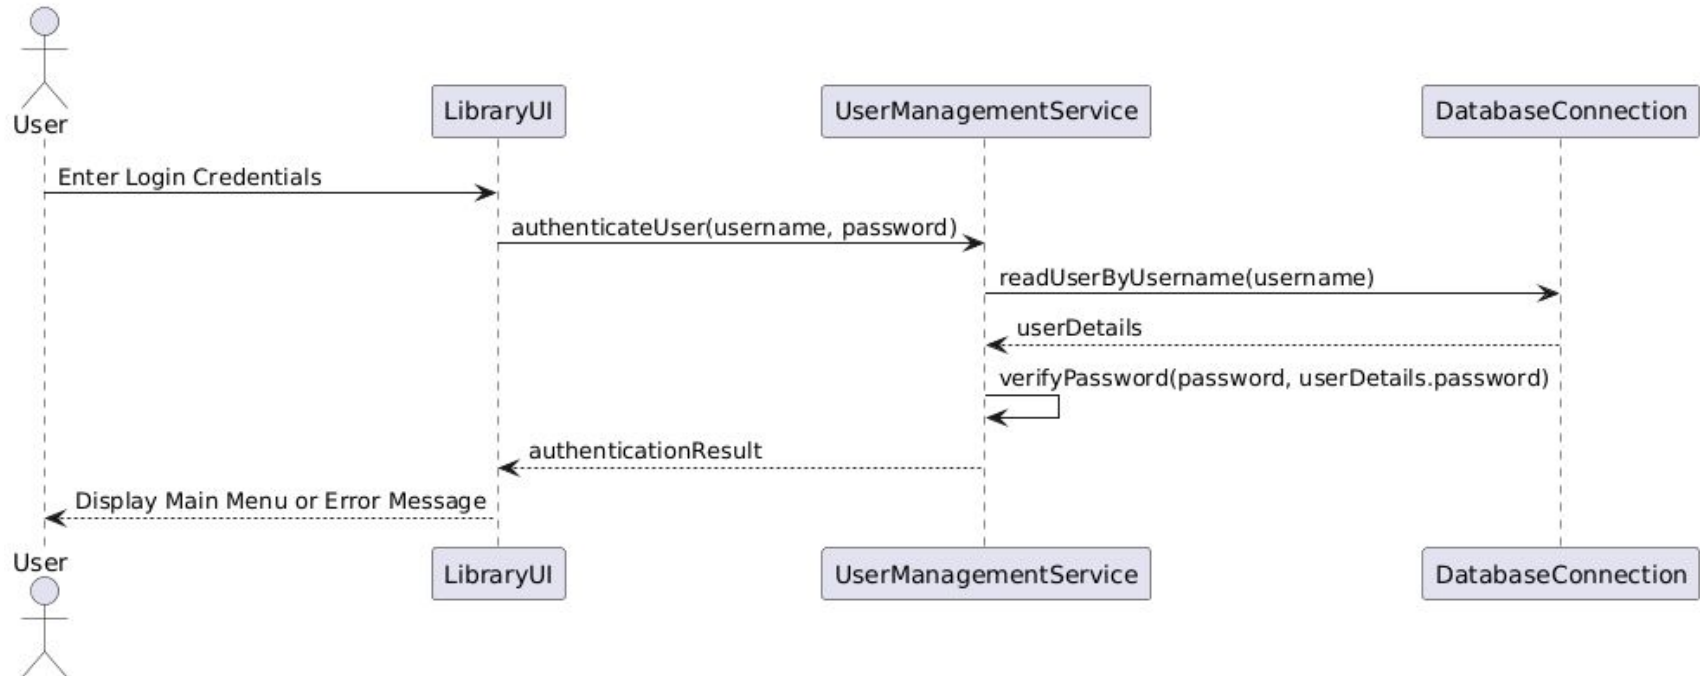 User
LibraryUI
UserManagementService
DatabaseConnection
Enter Login Credentials
authenticateUser(username, password)
readUserByUsername(username)
userDetails
verifyPassword(password, userDetails.password)
authenticationResult
Display Main Menu or Error Message
User
LibraryUI
UserManagementService
DatabaseConnection